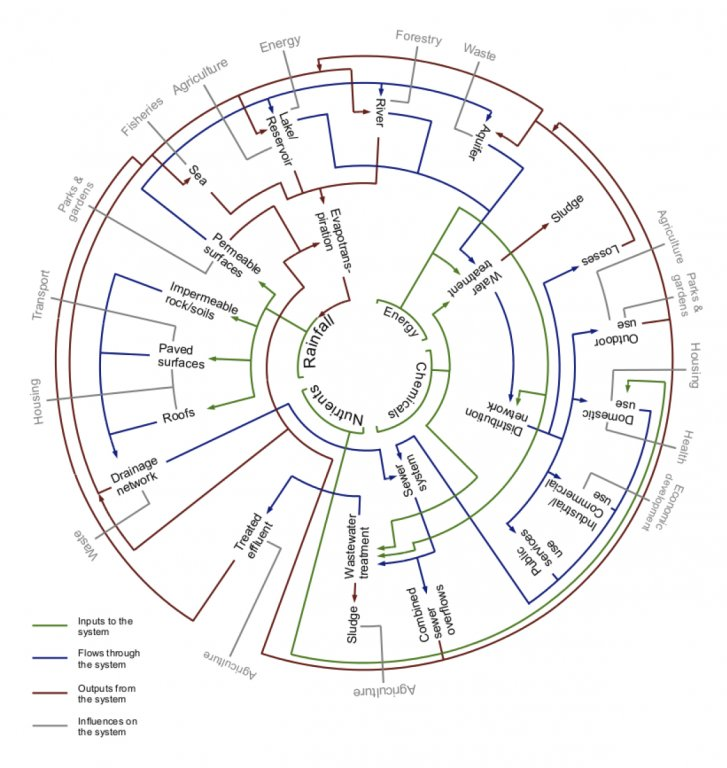 Energy
Forestry
Waste
Agriculture
Fisheries
Parks &
gardens
Transport
Housing
Waste
Lake/
Reservoir
River
Aquifer
Sea
Evapotrans-
piration
Permeable
surfaces
Impermeable
rock/soils
Paved
surfaces
Roofs
Drainage
network
Rainfall
Energy
Chemicals
Nutrients
Water
treatment
Sludge
Losses
Agriculture
Parks &
gardens
Outdoor
use
Housing
Domestic
use
Health
Economic
development
Distribution
network
Industrial/
Commercial
use
Public
services
use
Sewer
system
Treated
effluent
Wastewater
treatment
Sludge
Combined
sewer
overflows
Agriculture
Agriculture
Inputs to the
system
Flows through
the system
Outputs from
the system
Influences on
the system